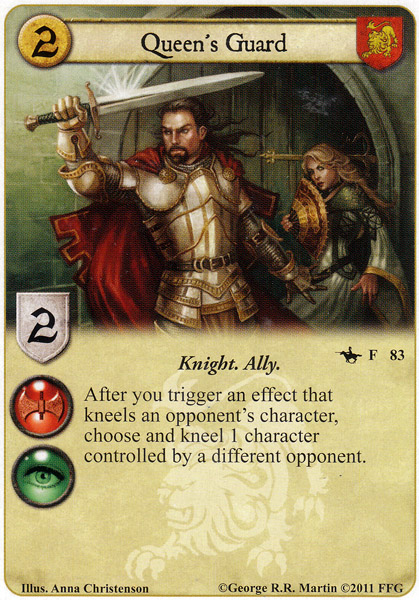 2
Queen's Guard
2
Knight. Ally.
F 83
After you trigger an effect that
kneels an opponent's character,
choose and kneel 1 character
controlled by a different opponent.
Illus. Anna Christenson
©George R.R. Martin ©2011 FFG